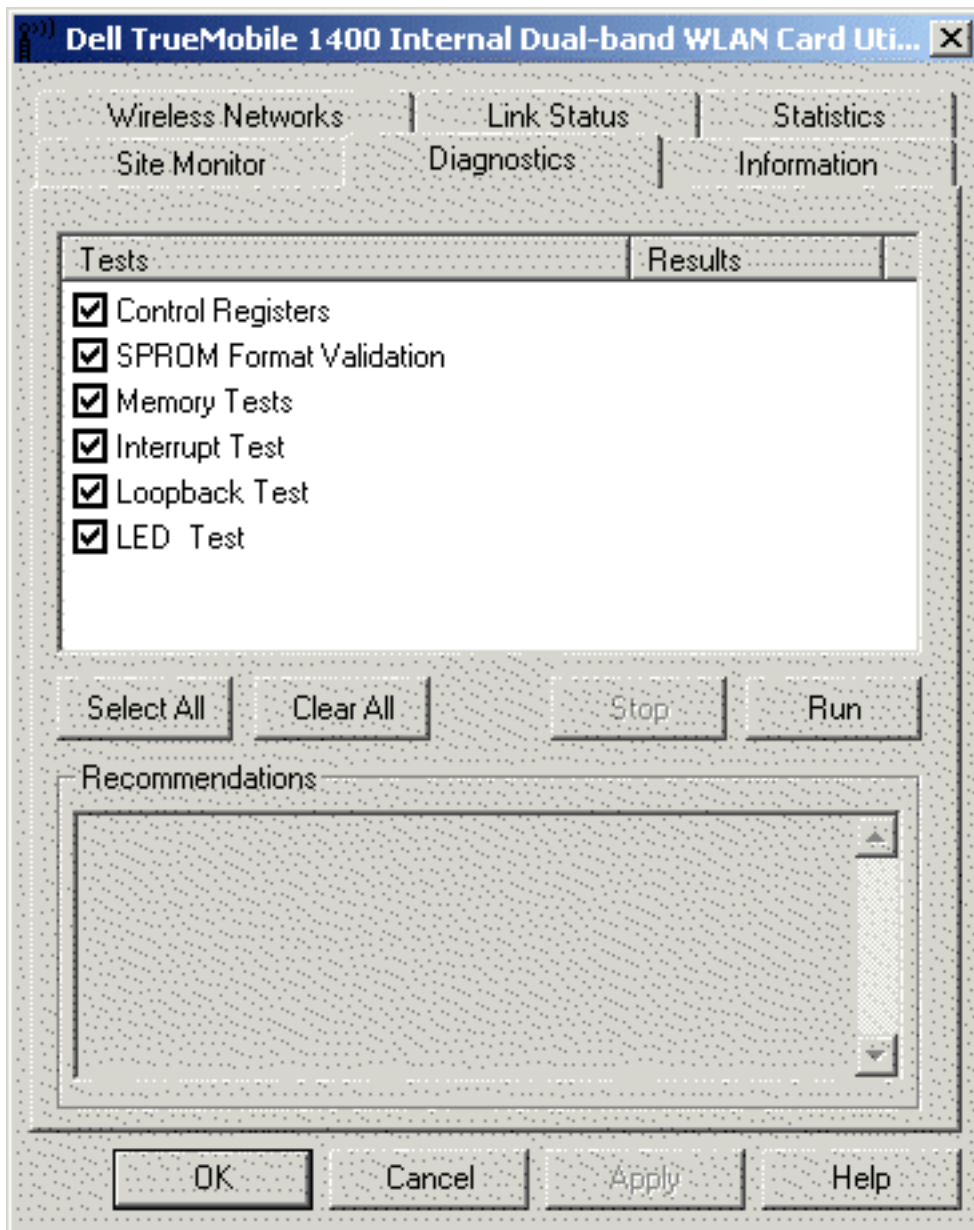 Dell TrueMobile 1400 Internal Dual-band WLAN Card Uti...
Wireless Networks Link Status Statistics
Site Monitor Diagnostics Information
Tests Results
Control Registers
SPROM Format Validation
Memory Tests
Interrupt Test
Loopback Test
LED Test
Select All Clear All Stop Run
Recommendations
OK Cancel Apply Help